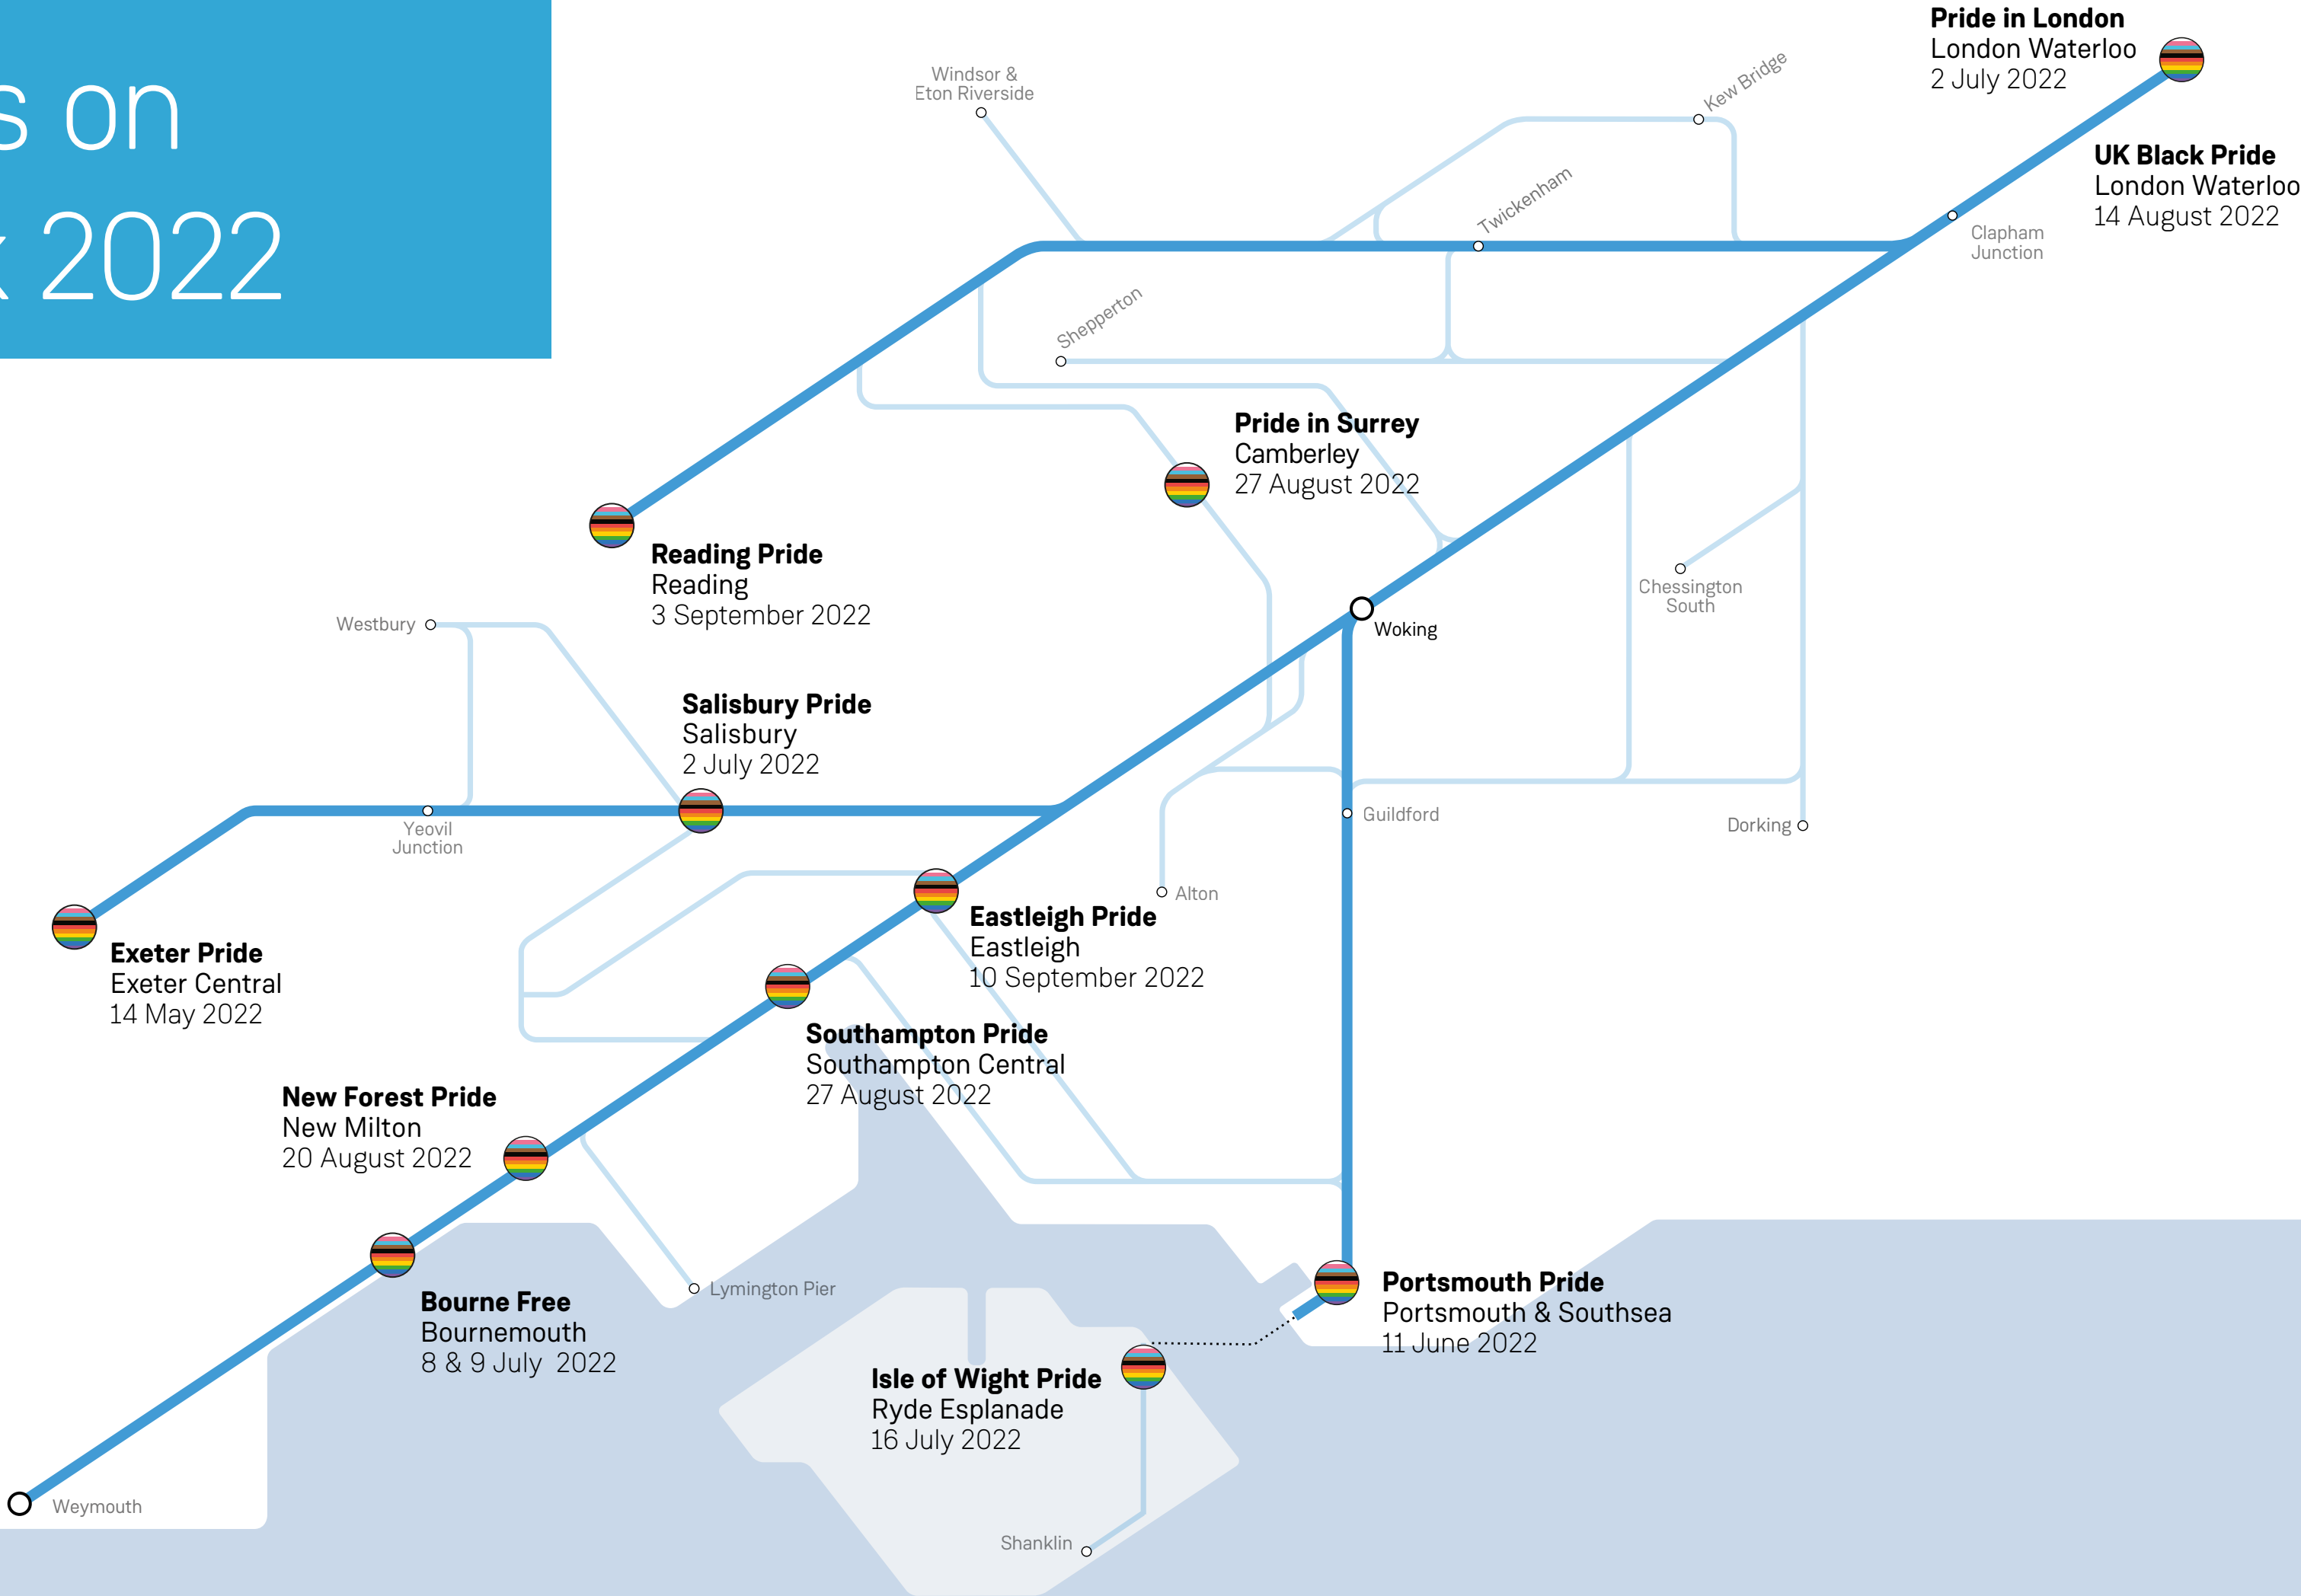 s on
2022
Pride in London
London Waterloo
2 July 2022
UK Black Pride
London Waterloo
14 August 2022
Windsor &
Eton Riverside
Kew Bridge
Twickenham
Clapham
Junction
Shepperton
Pride in Surrey
Camberley
27 August 2022
Reading Pride
Reading
3 September 2022
Chessington
South
Woking
Westbury
Salisbury Pride
Salisbury
2 July 2022
Yeovil
Junction
Guildford
Dorking
Alton
Exeter Pride
Exeter Central
14 May 2022
Eastleigh Pride
Eastleigh
10 September 2022
Southampton Pride
Southampton Central
27 August 2022
New Forest Pride
New Milton
20 August 2022
Lymington Pier
Bourne Free
Bournemouth
8 & 9 July  2022
Portsmouth Pride
Portsmouth & Southsea
11 June 2022
Isle of Wight Pride
Ryde Esplanade
16 July 2022
Weymouth
Shanklin